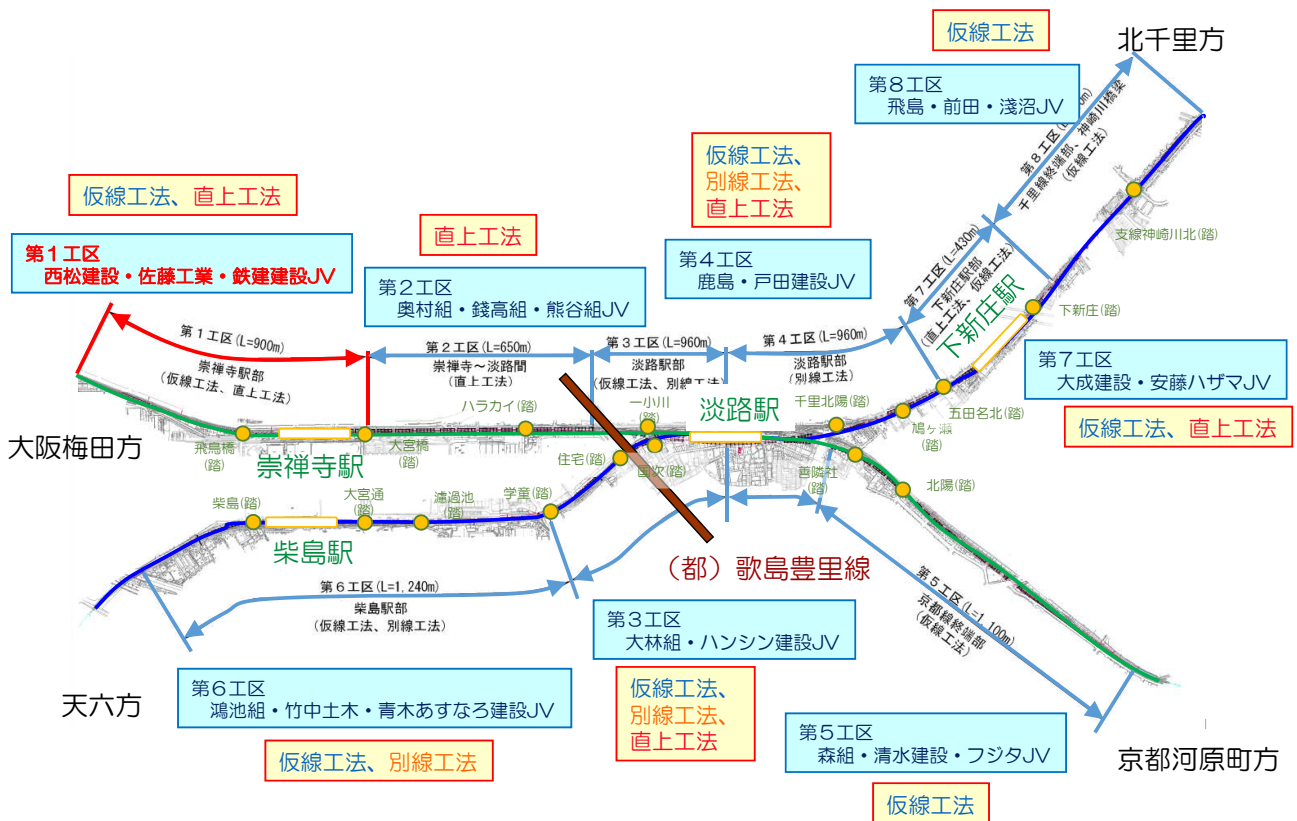 仮線工法
北千里方
第8工区
飛島・前田・淺沼JV
仮線工法、
別線工法、
直上工法
第8工区
千里線終端部、神崎川橋梁
(仮線工法)
仮線工法、直上工法
直上工法
第1工区
西松建設・佐藤工業・鉄建建設JV
第2工区
奥村組・錢高組・熊谷組JV
第4工区
鹿島・戸田建設JV
支線神崎川北(踏)
第7工区(L=430m)
下新庄駅部
(直上工法、仮線工法)
下新庄駅
下新庄(踏)
第1工区(L=900m)
崇禅寺駅部
(仮線工法、直上工法)
第2工区(L=650m)
崇禅寺～淡路間
(直上工法)
第3工区(L=960m)
淡路駅部
(仮線工法、別線工法)
第4工区(L=960m)
淡路駅部
(別線工法)
第7工区
大成建設・安藤ハザマJV
仮線工法、直上工法
大阪梅田方
飛鳥橋
(踏)
崇禅寺駅
大宮橋
(踏)
ハラカイ(踏)
一小川
(踏)
淡路駅
千里北陽(踏)
鳩ヶ瀬
(踏)
五田名北(踏)
住宅(踏)
国次(踏)
善隣社
(踏)
北陽(踏)
柴島(踏)
柴島駅
大宮通
(踏)
濾過池
(踏)
学童(踏)
(都)歌島豊里線
第6工区(L=1,240m)
柴島駅部
(仮線工法、別線工法)
第5工区(L=1,100m)
京都線終端部
(仮線工法)
第3工区
大林組・ハンシン建設JV
天六方
第6工区
鴻池組・竹中土木・青木あすなろ建設JV
仮線工法、別線工法
仮線工法、
別線工法、
直上工法
第5工区
森組・清水建設・フジタJV
仮線工法
京都河原町方